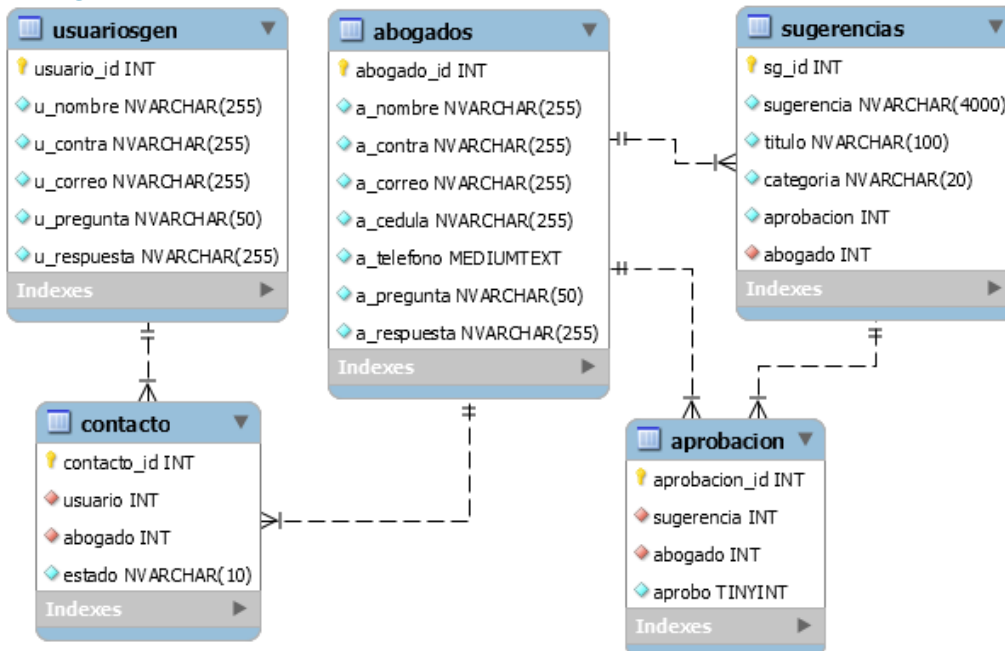 usuariosgen
usuario_id INT
u_nombre NVARCHAR(255)
u_contra NVARCHAR(255)
u_correo NVARCHAR(255)
u_pregunta NVARCHAR(50)
u_respuesta NVARCHAR(255)
Indexes
abogados
abogado_id INT
a_nombre NVARCHAR(255)
a_contra NVARCHAR(255)
a_correo NVARCHAR(255)
a_cedula NVARCHAR(255)
a_telefono MEDIUMTEXT
a_pregunta NVARCHAR(50)
a_respuesta NVARCHAR(255)
Indexes
sugerencias
sg_id INT
sugerencia NVARCHAR(4000)
titulo NVARCHAR(100)
categoria NVARCHAR(20)
aprobacion INT
abogado INT
Indexes
contacto
contacto_id INT
usuario INT
abogado INT
estado NVARCHAR(10)
Indexes
aprobacion
aprobacion_id INT
sugerencia INT
abogado INT
aprobo TINYINT
Indexes